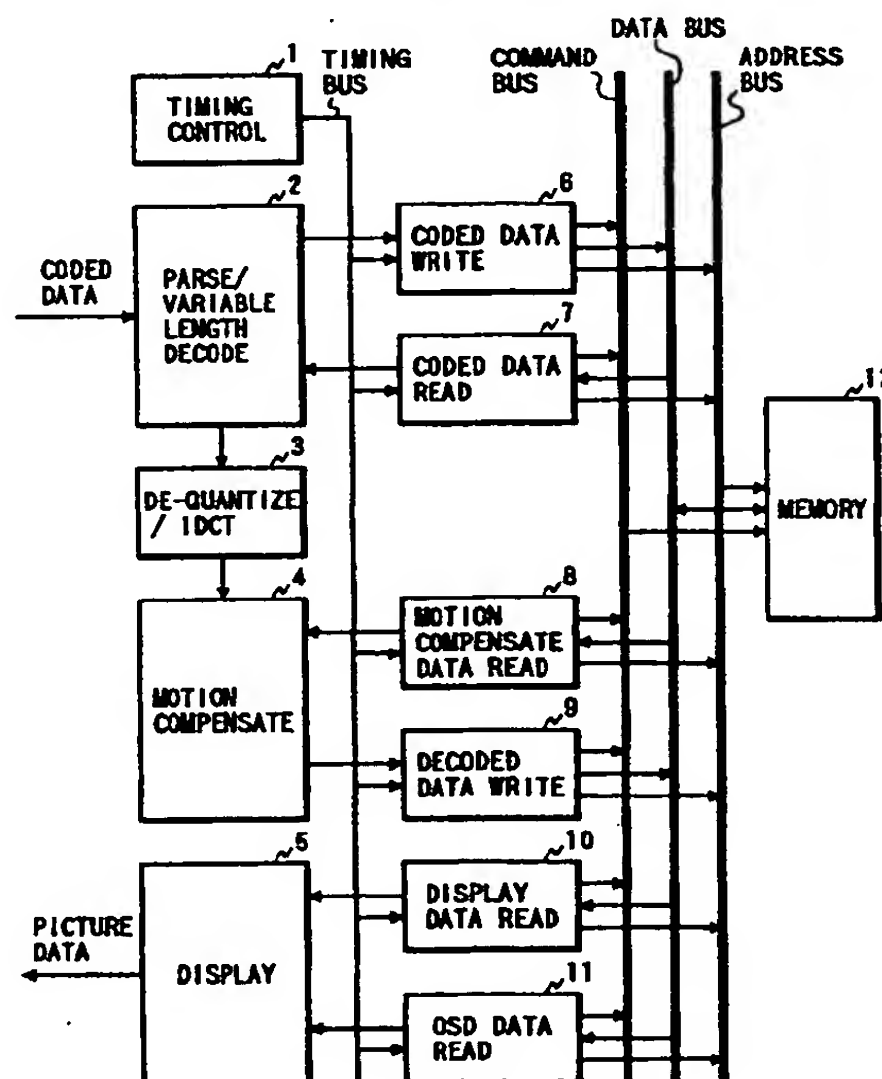 DATA BUS
1
TIMING
BUS
COMMAND
BUS
ADDRESS
BUS
TIMING
CONTROL
2
6
CODED
DATA
PARSE/
VARIABLE
LENGTH
DECODE
CODED DATA
WRITE
7
CODED DATA
READ
3
DE-QUANTIZE
/ IDCT
MEMORY
4
8
MOTION
COMPENSATE
MOTION
COMPENSATE
DATA READ
9
DECODED
DATA WRITE
5
10
PICTURE
DATA
DISPLAY
DISPLAY
DATA READ
11
OSD DATA
READ